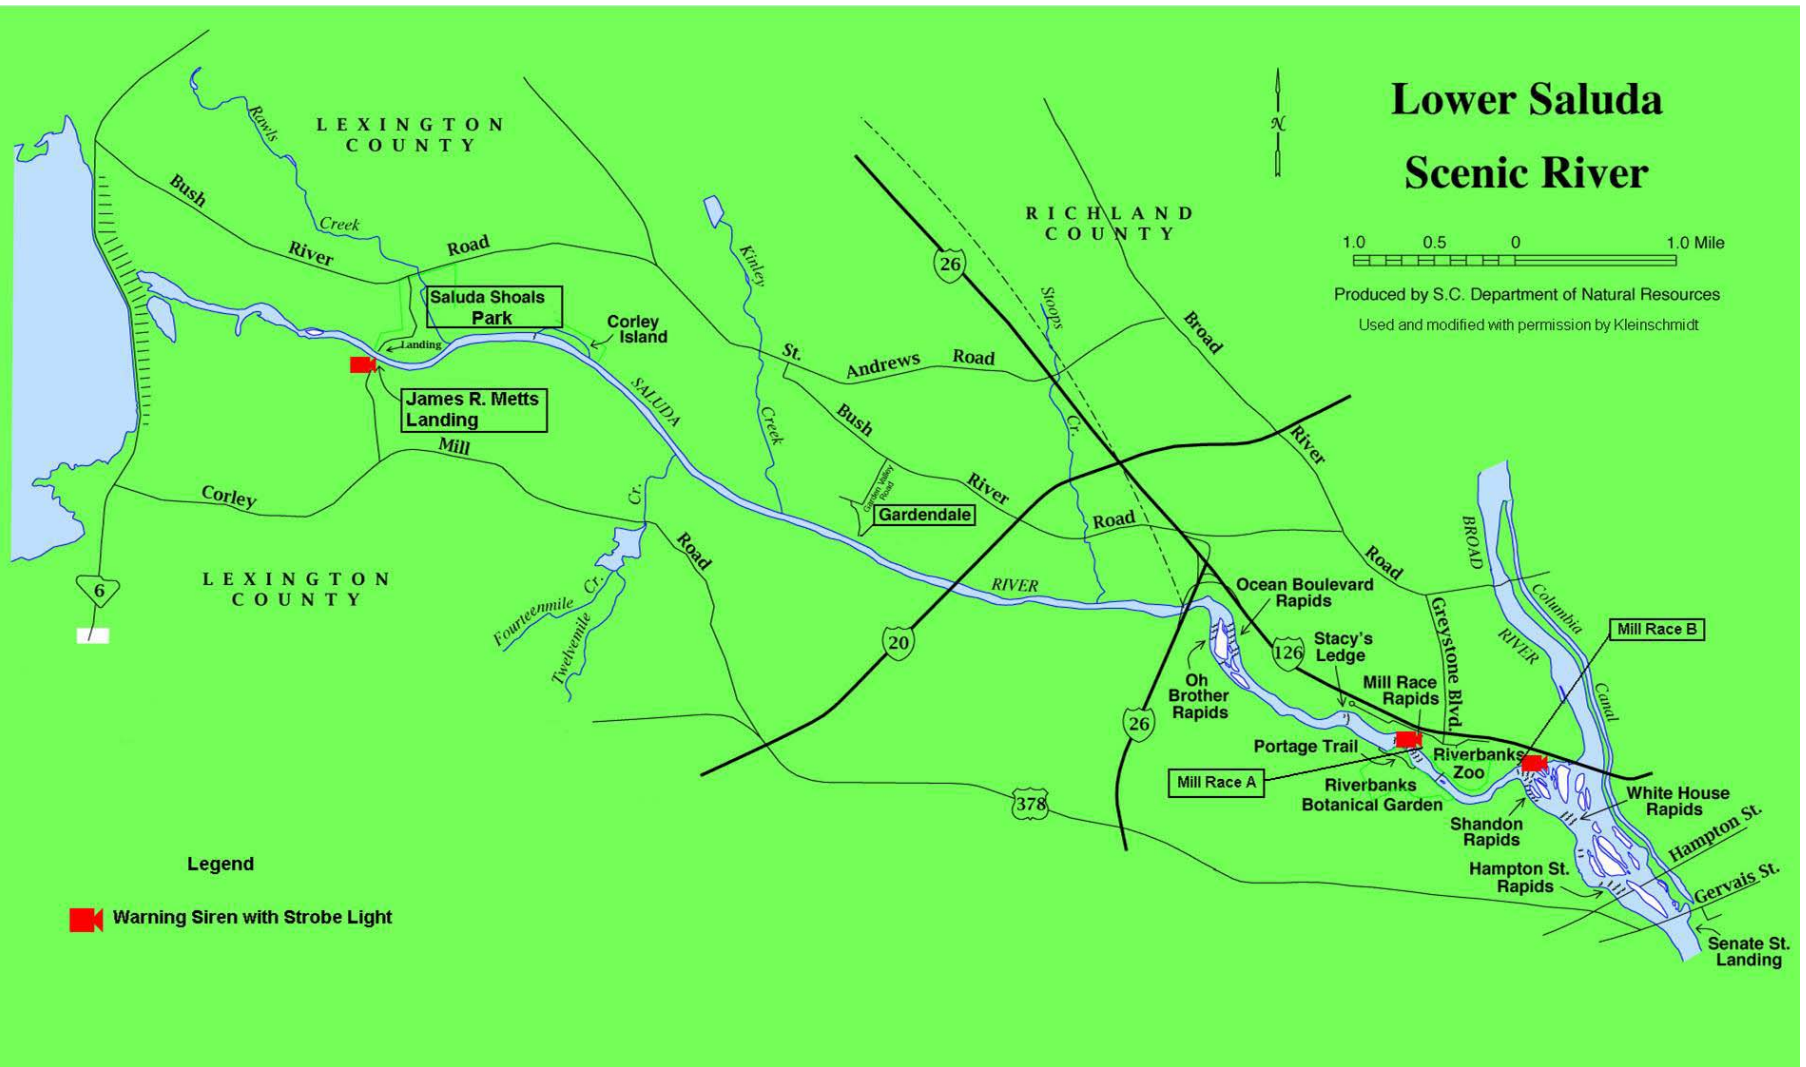 Lower Saluda
Scenic River
N
1.0 0.5 0 1.0 Mile
Produced by S.C. Department of Natural Resources
Used and modified with permission by Kleinschmidt
LEXINGTON
COUNTY
RICHLAND
COUNTY
LEXINGTON
COUNTY
Rawls
Creek
Bush
River
Road
Saluda Shoals
Park
Landing
Corley
Island
James R. Metts
Landing
SALUDA
RIVER
Kinley
Creek
Stoops
Cr.
26
St.
Andrews
Road
Broad
River
Road
Bush
River
Road
Garden Valley
Road
Gardendale
Corley
Mill
Road
Cr.
Fourteenmile
Cr.
Twelvemile
6
20
26
126
378
Ocean Boulevard
Rapids
Oh
Brother
Rapids
Stacy's
Ledge
Mill Race
Rapids
Greystone Blvd.
BROAD
RIVER
Columbia
Canal
Mill Race B
Portage Trail
Mill Race A
Riverbanks
Zoo
Riverbanks
Botanical Garden
Shandon
Rapids
White House
Rapids
Hampton St.
Rapids
Hampton St.
Gervais St.
Senate St.
Landing
Legend
Warning Siren with Strobe Light